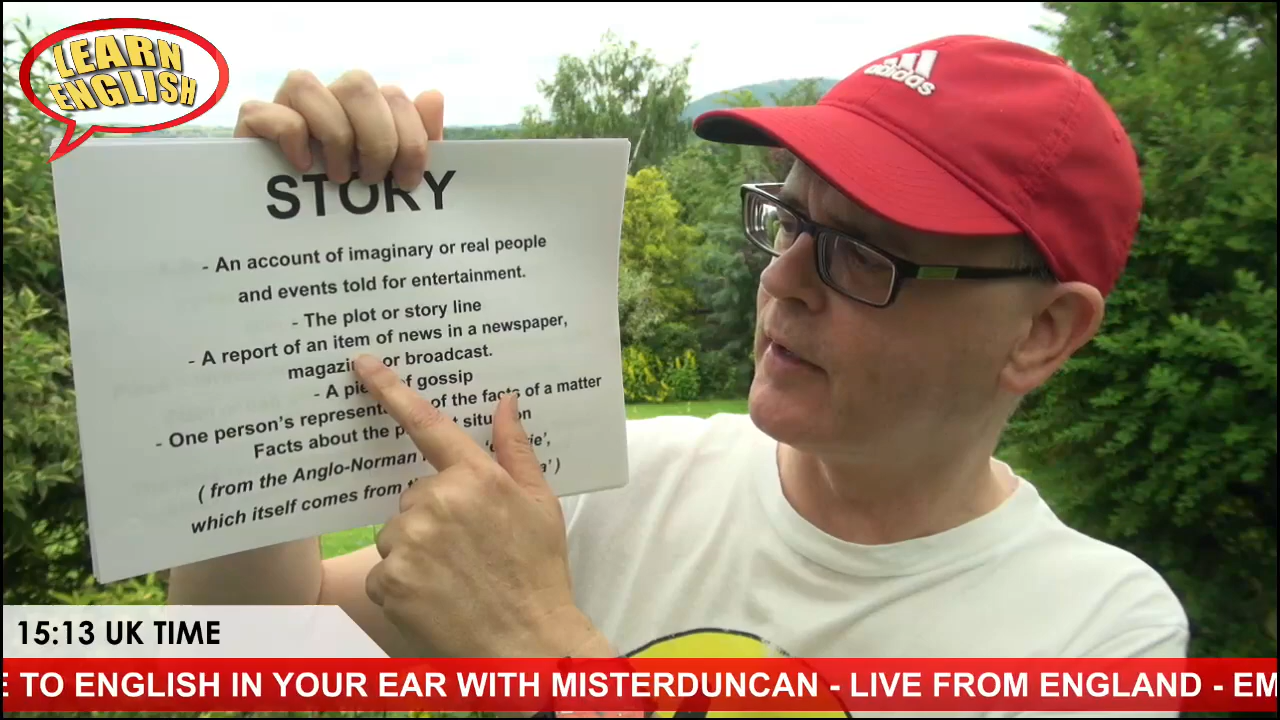 LEARN
ENGLISH
adidas
STORY
- An account of imaginary or real people
and events told for entertainment.
- The plot or story line
- A report of an item of news in a newspaper,
or broadcast.
- A of gossip
- One person's of the facts of a matter
Facts about the
( from the Anglo-Norman
which itself comes from
15:13 UK TIME
TO ENGLISH IN YOUR EAR WITH MISTERDUNCAN - LIVE FROM ENGLAND -